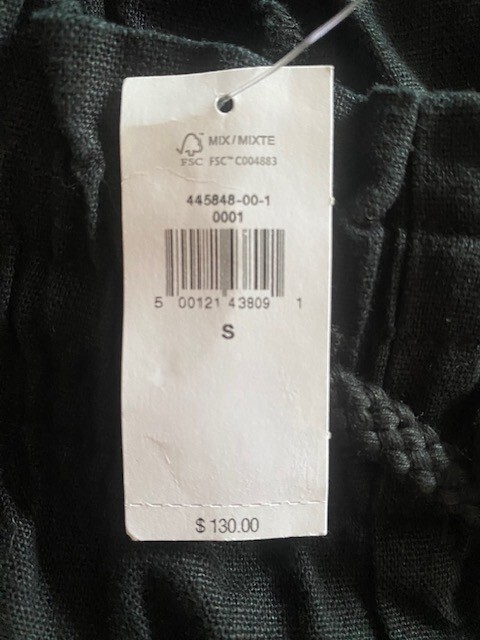 MIX / MIXTE
FSC FSC™ C004883
445848-00-1
0001
5 00121 43809 1
S
$ 130.00